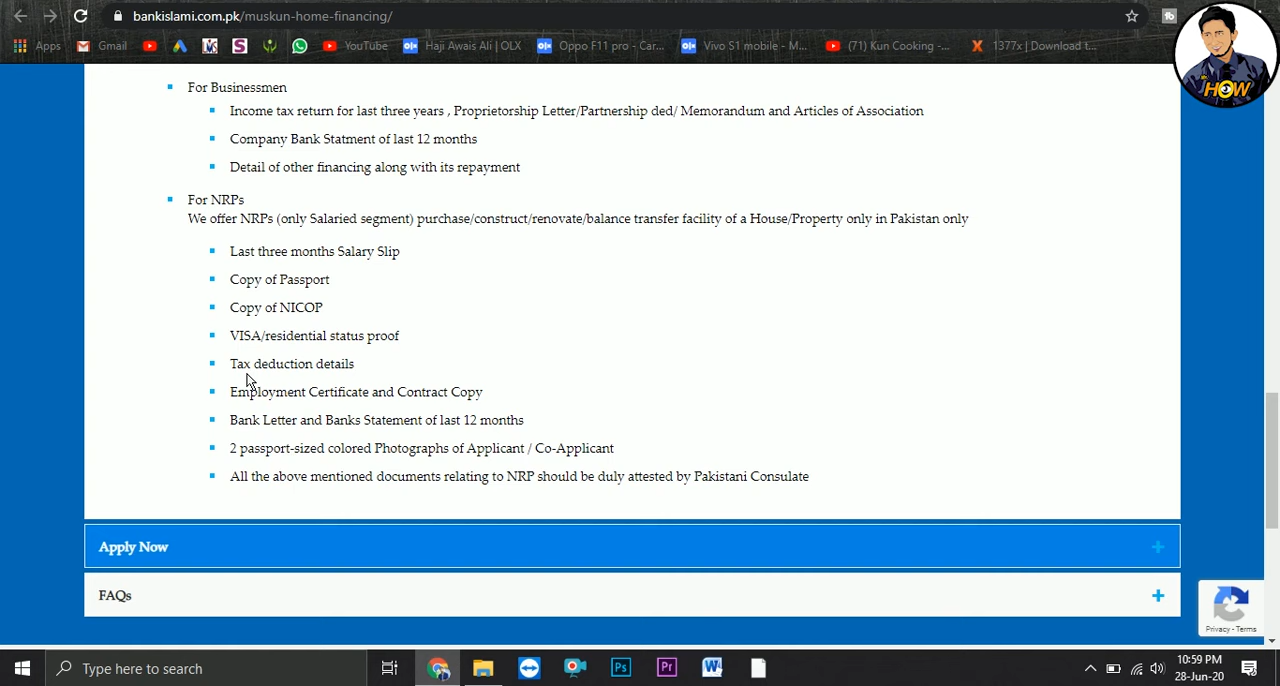 bankislami.com.pk/muskun-home-financing/
Apps
Gmail
YouTube
Haji Awais Ali | OLX
Oppo F11 pro - Car...
Vivo S1 mobile - M...
(71) Kun Cooking -...
1377x | Download t...
HOW
For Businessmen
Income tax return for last three years , Proprietorship Letter/Partnership ded/ Memorandum and Articles of Association
Company Bank Statment of last 12 months
Detail of other financing along with its repayment
For NRPs
We offer NRPs (only Salaried segment) purchase/construct/renovate/balance transfer facility of a House/Property only in Pakistan only
Last three months Salary Slip
Copy of Passport
Copy of NICOP
VISA/residential status proof
Tax deduction details
Employment Certificate and Contract Copy
Bank Letter and Banks Statement of last 12 months
2 passport-sized colored Photographs of Applicant / Co-Applicant
All the above mentioned documents relating to NRP should be duly attested by Pakistani Consulate
Apply Now
FAQs
Privacy - Terms
Type here to search
Ps
Pr
W
10:59 PM
28-Jun-20